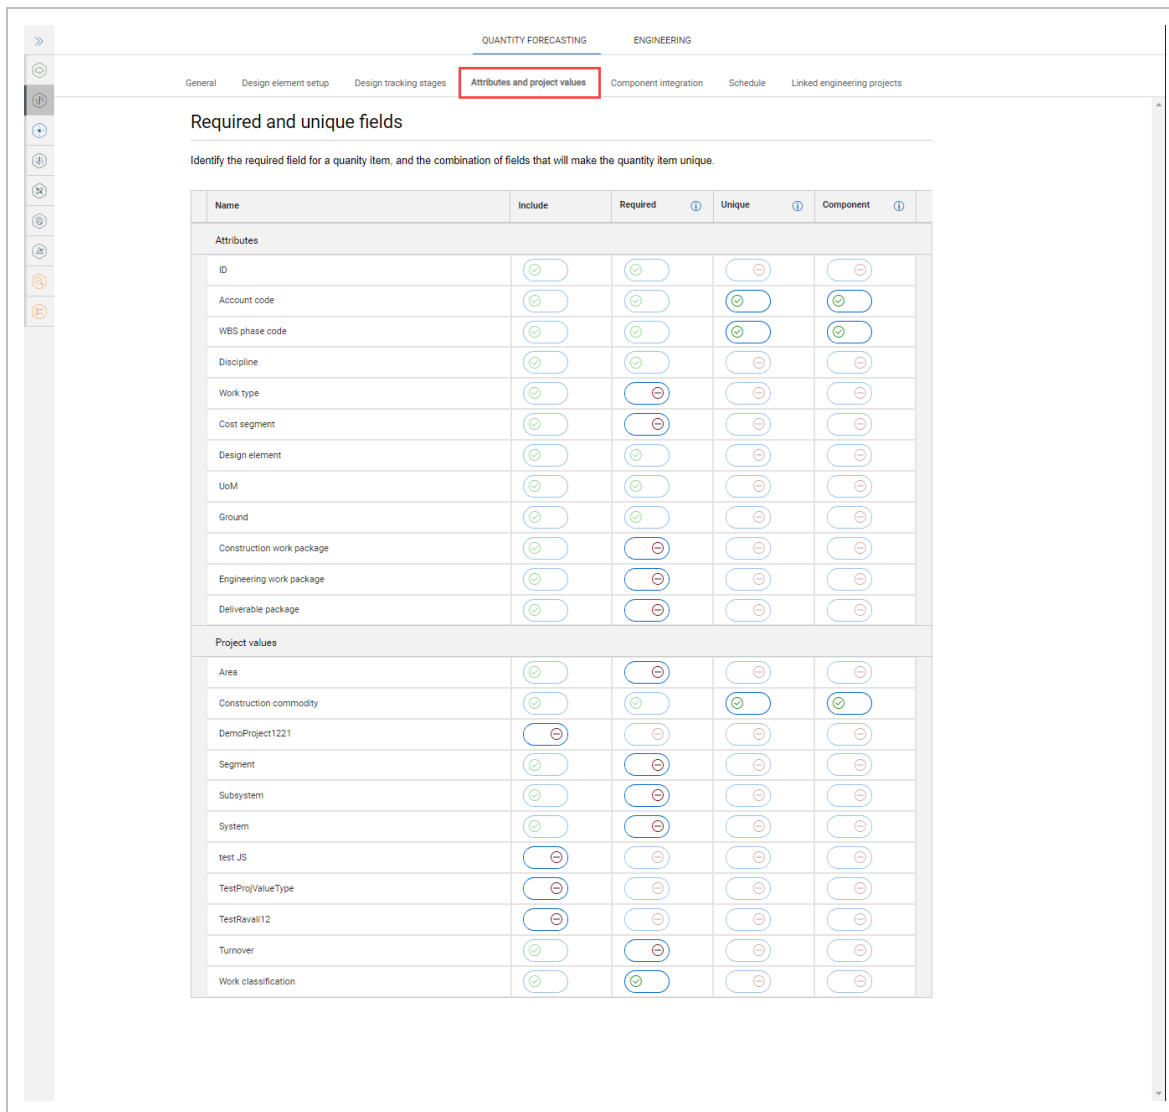 QUANTITY FORECASTING ENGINEERING
General Design element setup Design tracking stages Attributes and project values Component integration Schedule Linked engineering projects
Required and unique fields
Identify the required field for a quanity item, and the combination of fields that will make the quantity item unique.
Name Include Required Unique Component
Attributes
ID
Account code
WBS phase code
Discipline
Work type
Cost segment
Design element
UoM
Ground
Construction work package
Engineering work package
Deliverable package
Project values
Area
Construction commodity
DemoProject1221
Segment
Subsystem
System
test JS
TestProjValueType
TestRavali12
Turnover
Work classification